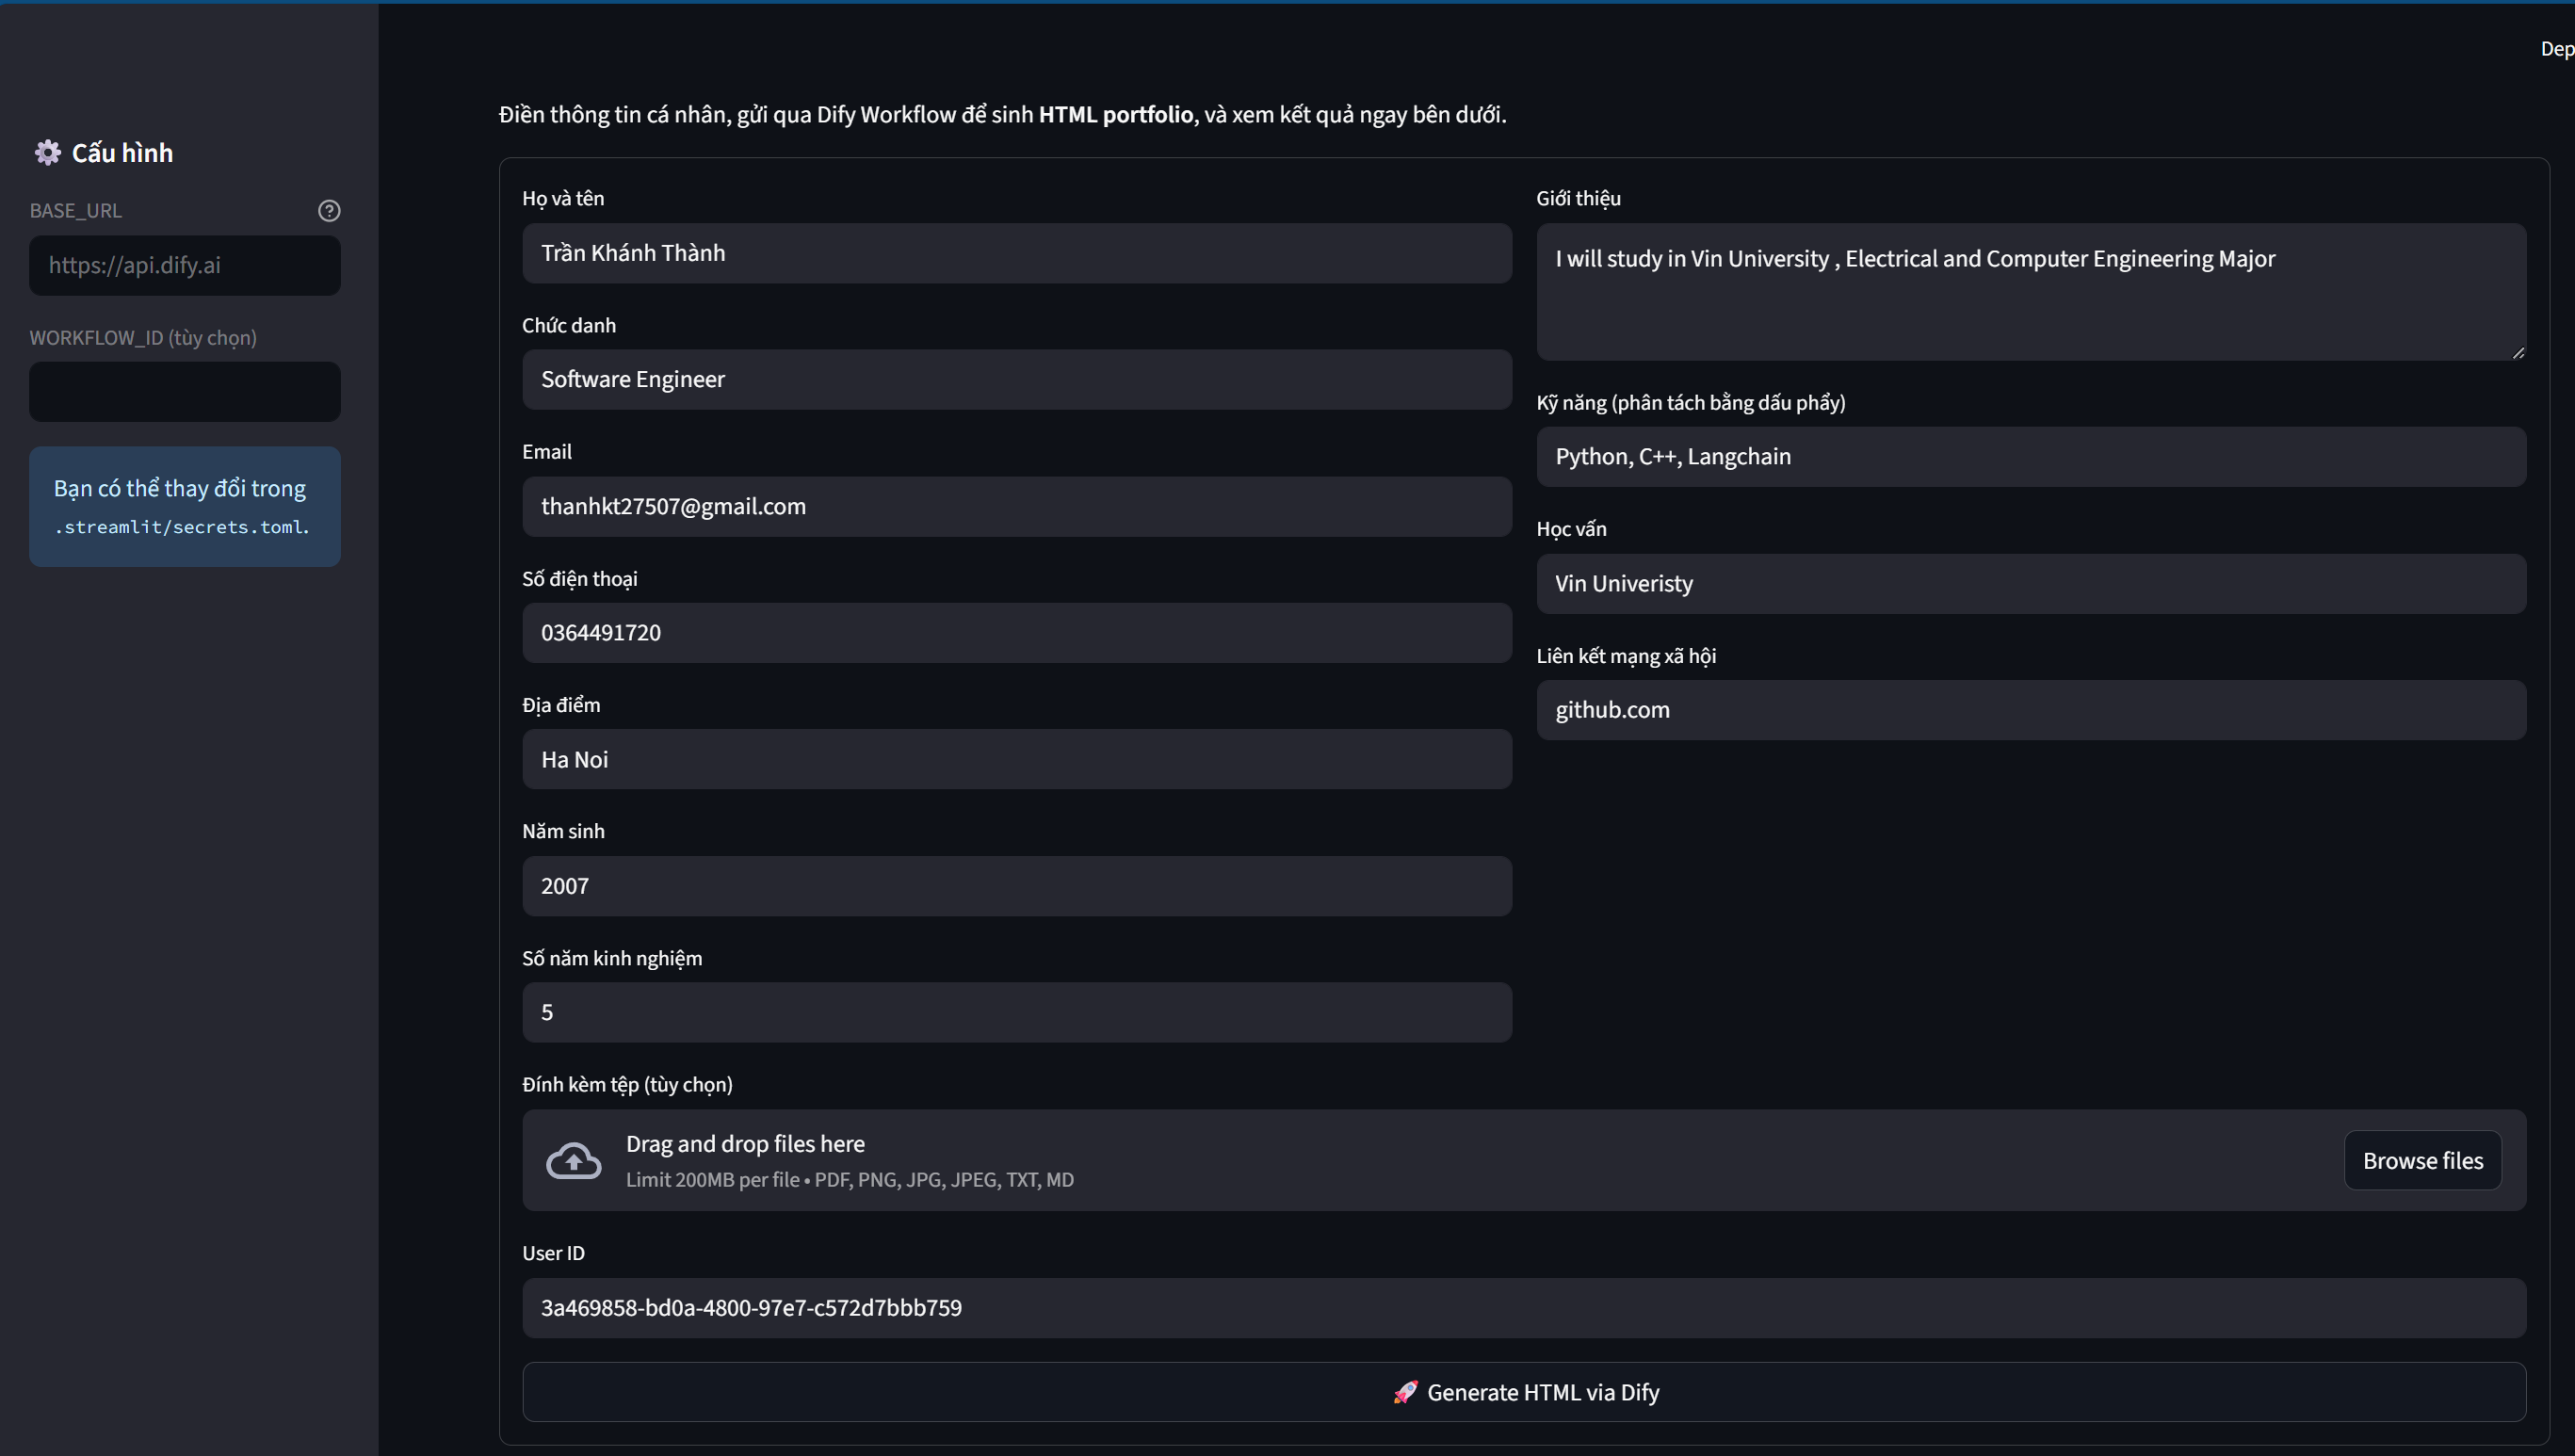 Dep
Cấu hình
BASE_URL
https://api.dify.ai
WORKFLOW_ID (tùy chọn)
Bạn có thể thay đổi trong
.streamlit/secrets.toml.
Điền thông tin cá nhân, gửi qua Dify Workflow để sinh HTML portfolio, và xem kết quả ngay bên dưới.
Họ và tên
Trần Khánh Thành
Chức danh
Software Engineer
Email
thanhkt27507@gmail.com
Số điện thoại
0364491720
Địa điểm
Ha Noi
Năm sinh
2007
Số năm kinh nghiệm
5
Giới thiệu
I will study in Vin University , Electrical and Computer Engineering Major
Kỹ năng (phân tách bằng dấu phẩy)
Python, C++, Langchain
Học vấn
Vin Univeristy
Liên kết mạng xã hội
github.com
Đính kèm tệp (tùy chọn)
Drag and drop files here
Limit 200MB per file • PDF, PNG, JPG, JPEG, TXT, MD
Browse files
User ID
3a469858-bd0a-4800-97e7-c572d7bbb759
🚀 Generate HTML via Dify